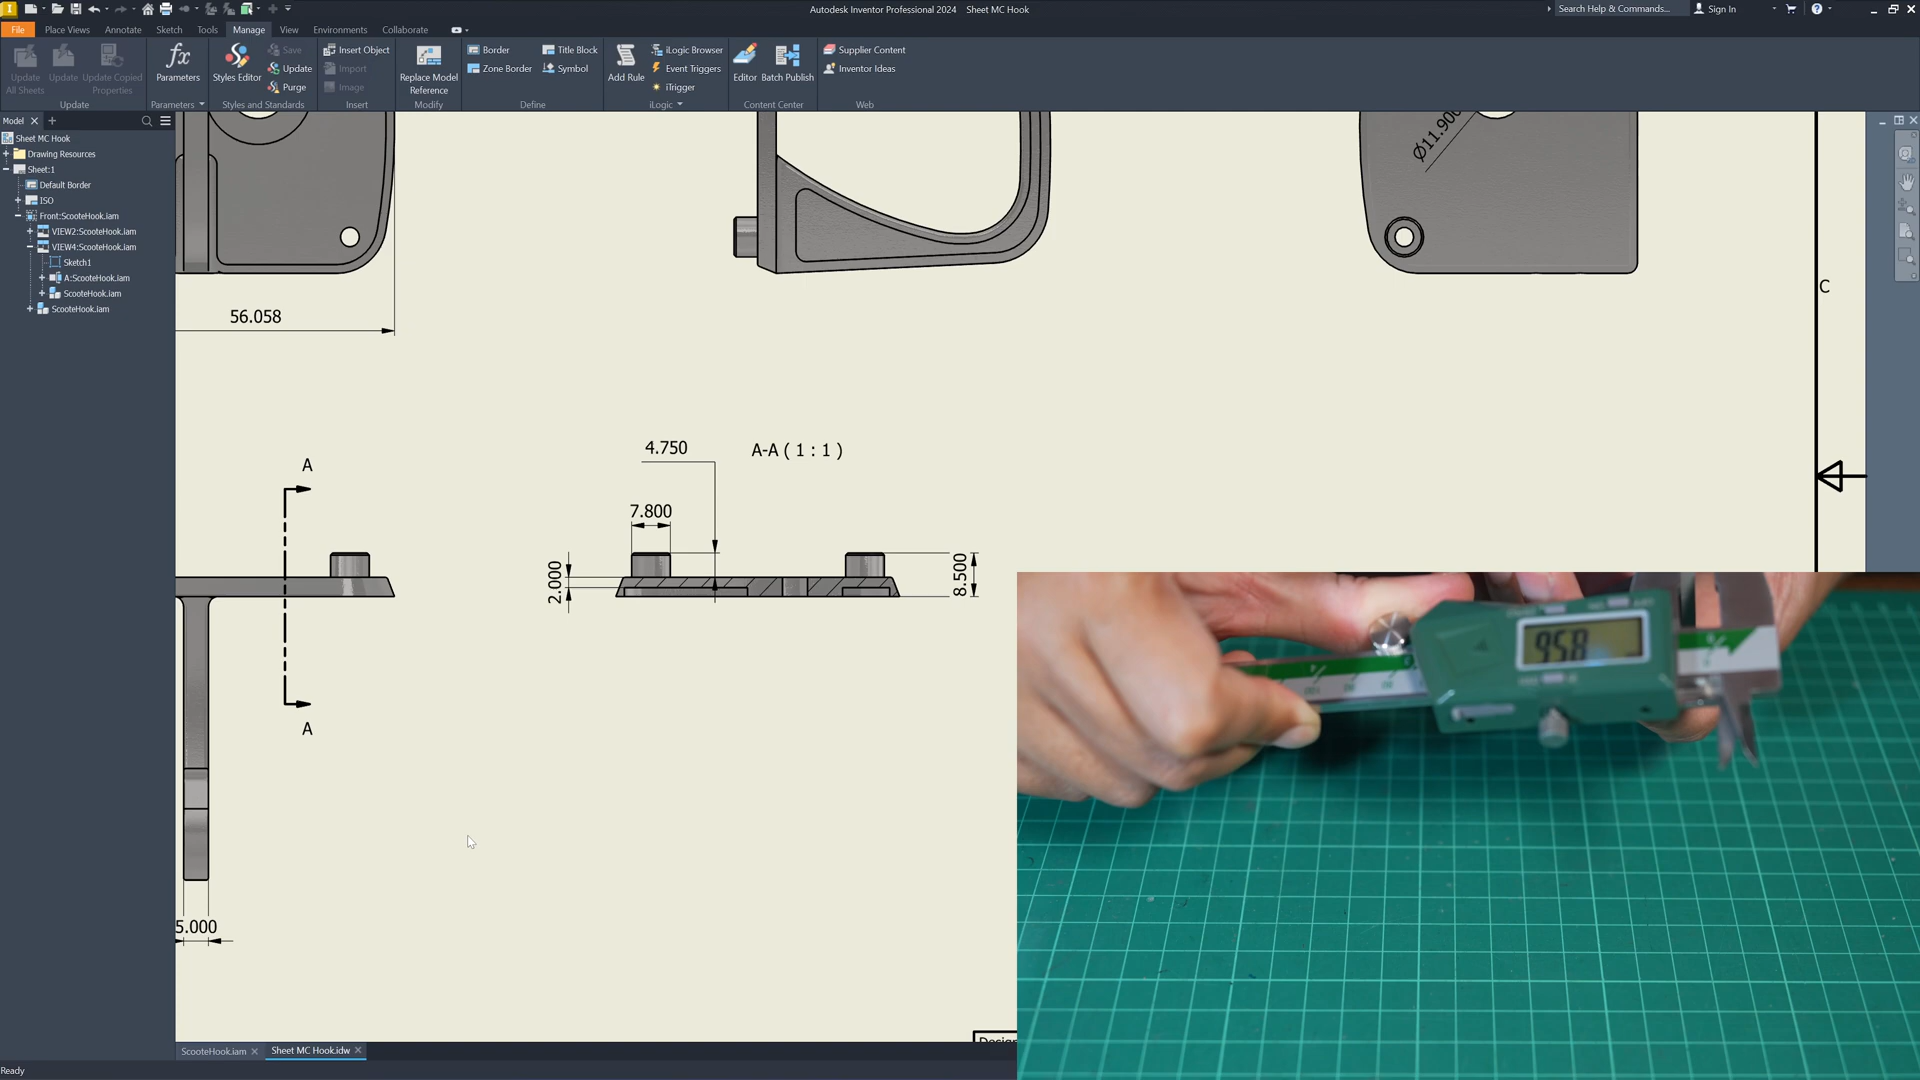 Autodesk Inventor Professional 2024 Sheet MC Hook
Search Help & Commands...
Sign In
File Place Views Annotate Sketch Tools Manage View Environments Collaborate
Update All Sheets
Update
Update Copied Properties
Update
fx
Parameters
Parameters
Styles Editor
Save
Update
Purge
Styles and Standards
Insert Object
Import
Image
Insert
Replace Model Reference
Modify
Border
Zone Border
Title Block
Symbol
Define
Add Rule
iLogic Browser
Event Triggers
iTrigger
iLogic
Editor
Batch Publish
Content Center
Supplier Content
Inventor Ideas
Web
Model
Sheet MC Hook
Drawing Resources
Sheet:1
Default Border
ISO
Front:ScooteHook.iam
VIEW2:ScooteHook.iam
VIEW4:ScooteHook.iam
Sketch1
A:ScooteHook.iam
ScooteHook.iam
ScooteHook.iam
Ø11.900
C
56.058
A
4.750
A-A ( 1 : 1 )
7.800
2.000
8.500
958
A
5.000
ScooteHook.iam
Sheet MC Hook.idw
Ready